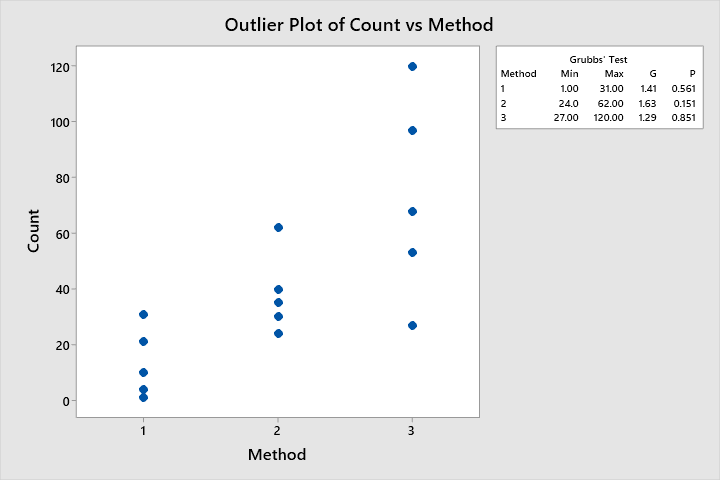 Outlier Plot of Count vs Method
120
100
80
60
40
20
0
Count
1 2 3
Method
Grubbs' Test
Method Min Max G P
1 1.00 31.00 1.41 0.561
2 24.0 62.00 1.63 0.151
3 27.00 120.00 1.29 0.851